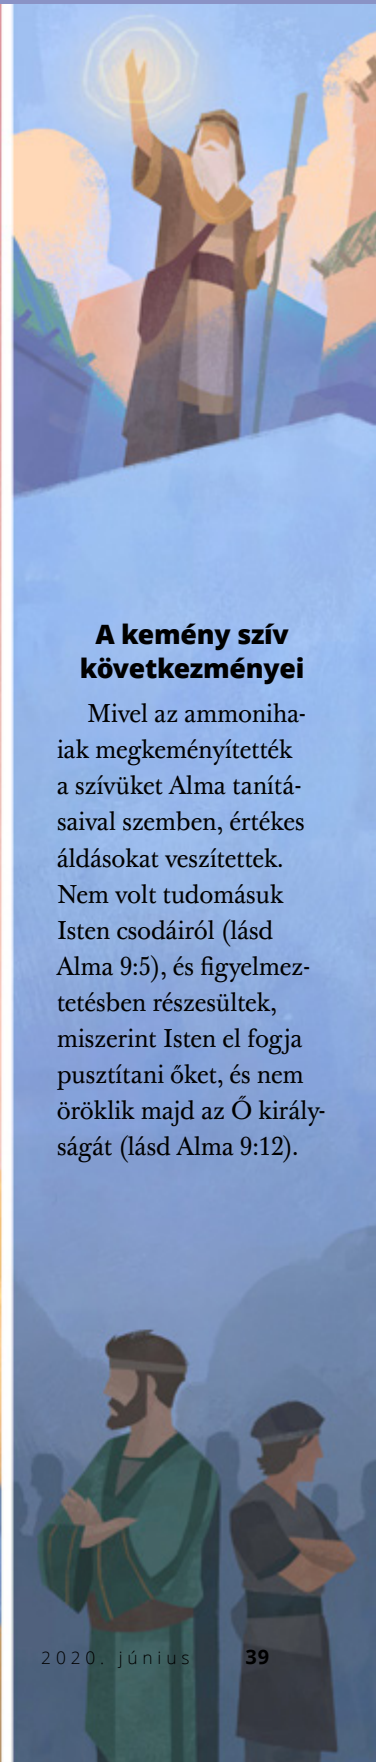 A kemény szív
következményei
Mivel az ammoniha-
iak megkeményítették
a szívüket Alma tanítá-
saival szemben, értékes
áldásokat veszítettek.
Nem volt tudomásuk
Isten csodáiról (lásd
Alma 9:5), és figyelmez-
tetésben részesültek,
miszerint Isten el fogja
pusztítani őket, és nem
öröklik majd az Ő király-
ságát (lásd Alma 9:12).
2020. június 39